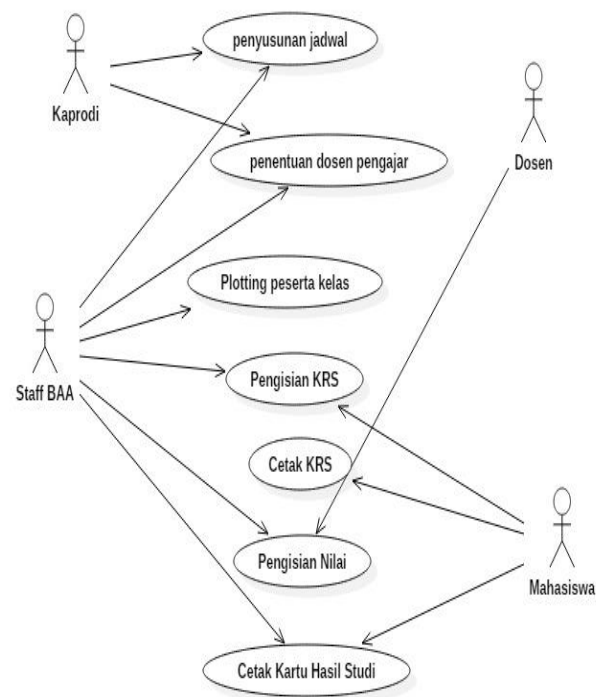 penyusunan jadwal
Kaprodi
penentuan dosen pengajar
Dosen
Plotting peserta kelas
Staff BAA
Pengisian KRS
Cetak KRS
Pengisian Nilai
Mahasiswa
Cetak Kartu Hasil Studi